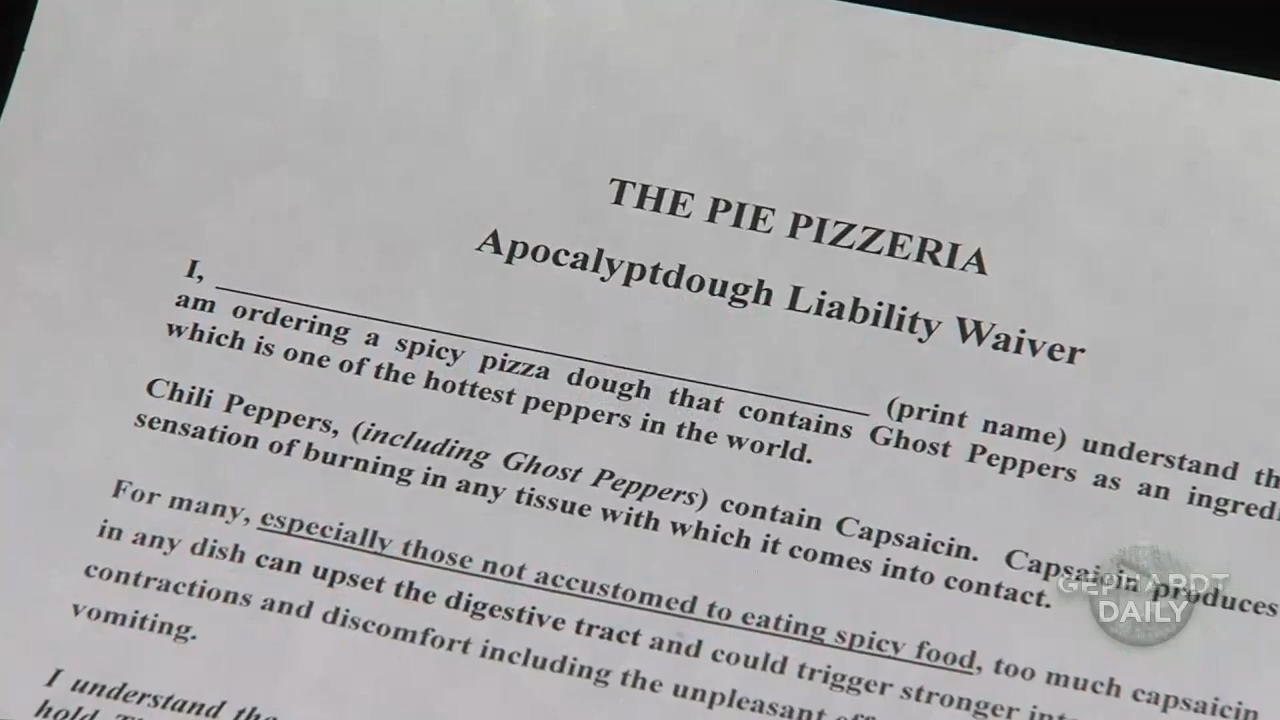 THE PIE PIZZERIA
Apocalyptdough Liability Waiver
I, (print name) understand
am ordering a spicy pizza dough that contains Ghost Peppers as an
which is one of the hottest peppers in the world.
Chili Peppers, (including Ghost Peppers) contain Capsaicin. Capsaicin produces
sensation of burning in any tissue with which it comes into contact.
For many, especially those not accustomed to eating spicy food, too much capsaicin
in any dish can upset the digestive tract and could trigger stronger
contractions and discomfort including the unpleasant
vomiting.
I understand
hold
GEPHARDT
DAILY